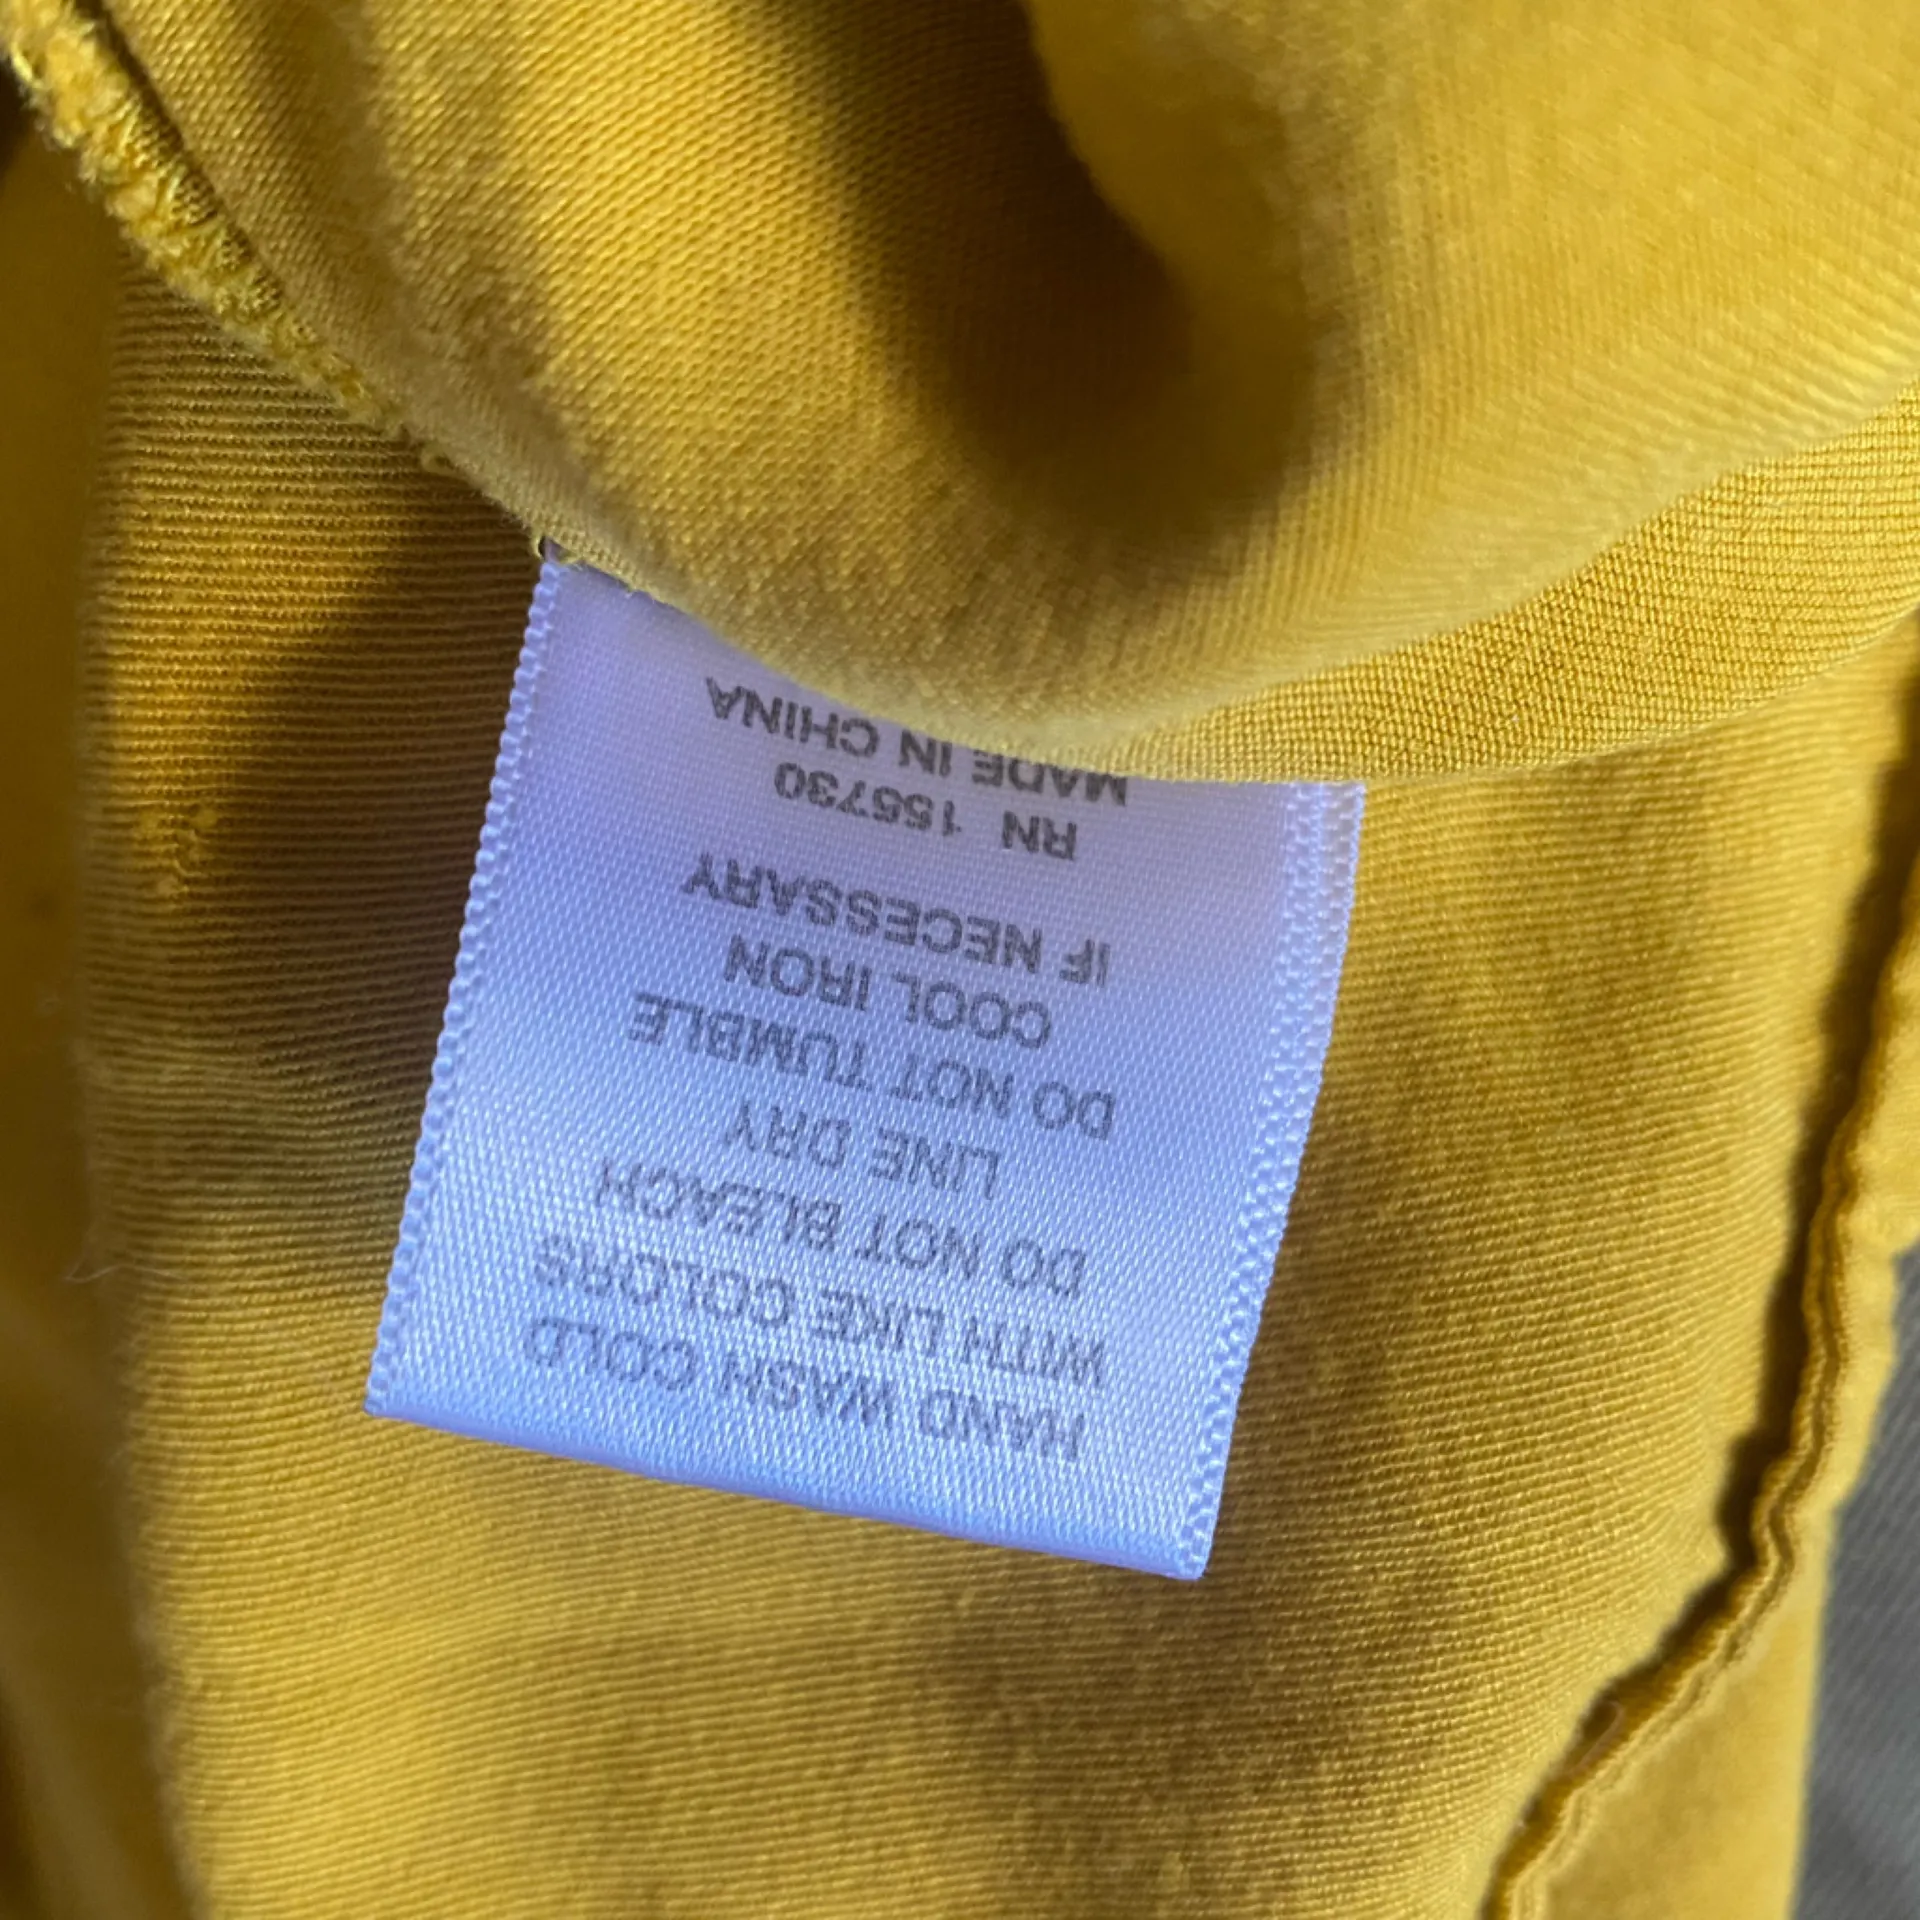 HAND WASH COLD
WITH LIKE COLORS
DO NOT BLEACH
LINE DRY
DO NOT TUMBLE
COOL IRON
IF NECESSARY
RN 155730
MADE IN CHINA